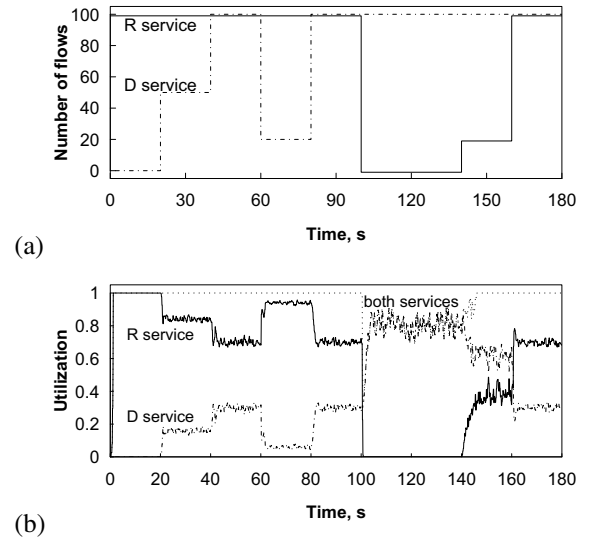 100
80
60
40
20
0
Number of flows
R service
D service
0 30 60 90 120 150 180
Time, s
(a)
1
0.8
0.6
0.4
0.2
0
Utilization
both services
R service
D service
0 20 40 60 80 100 120 140 160 180
Time, s
(b)